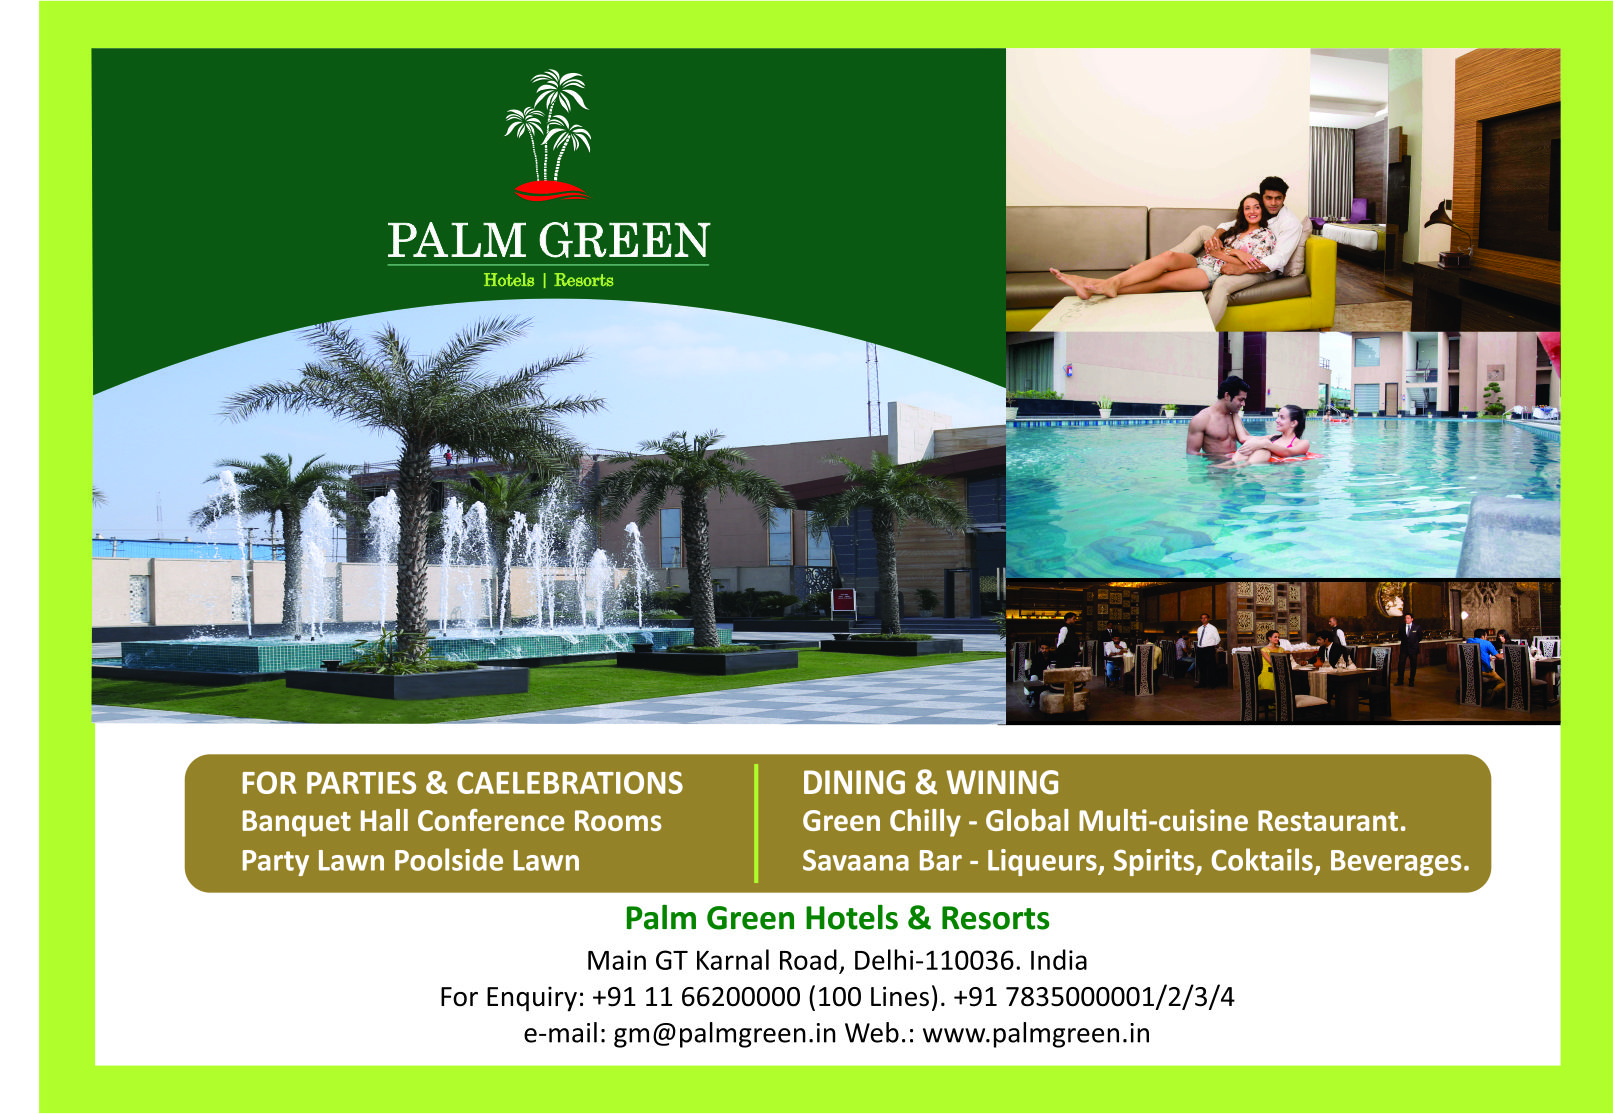 PALM GREEN
Hotels | Resorts
FOR PARTIES & CAELEBRATIONS
Banquet Hall Conference Rooms
Party Lawn Poolside Lawn
DINING & WINING
Green Chilly - Global Multi-cuisine Restaurant.
Savaana Bar - Liqueurs, Spirits, Coktails, Beverages.
Palm Green Hotels & Resorts
Main GT Karnal Road, Delhi-110036. India
For Enquiry: +91 11 66200000 (100 Lines). +91 7835000001/2/3/4
e-mail: gm@palmgreen.in Web.: www.palmgreen.in